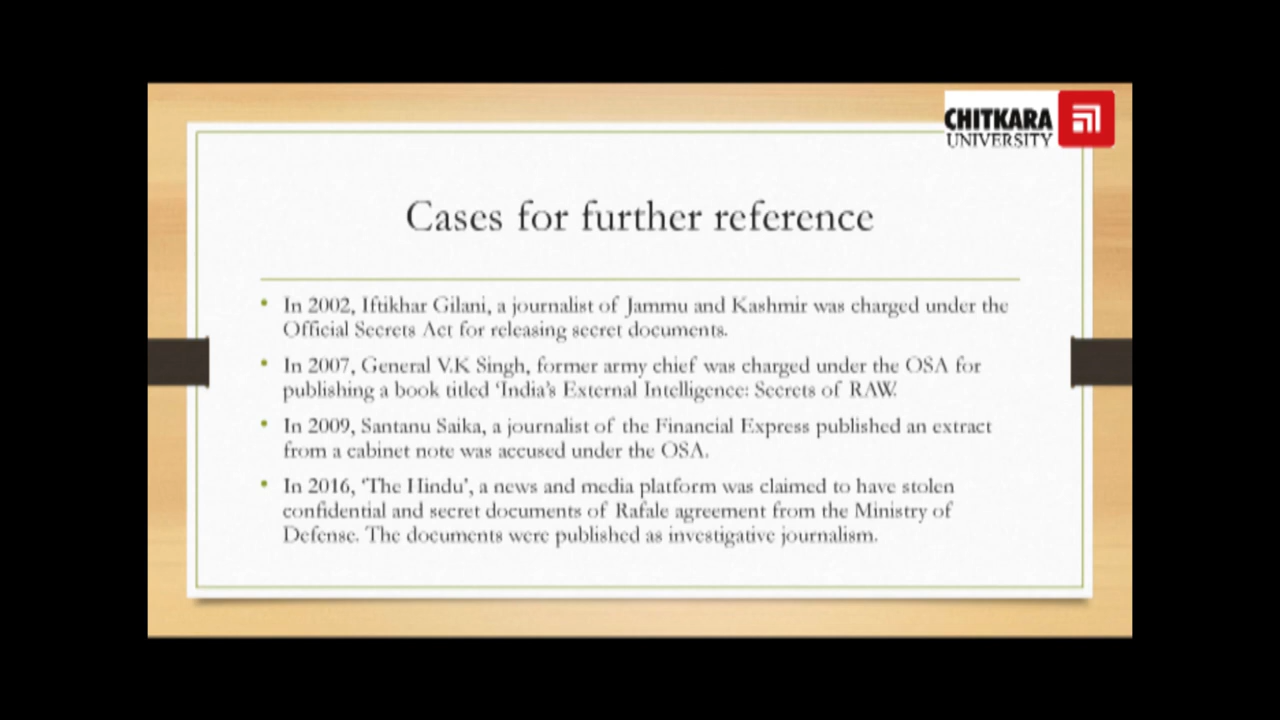 CHITKARA
UNIVERSITY
Cases for further reference
• In 2002, Iftikhar Gilani, a journalist of Jammu and Kashmir was charged under the
Official Secrets Act for releasing secret documents.
• In 2007, General V.K Singh, former army chief was charged under the OSA for
publishing a book titled 'India's External Intelligence: Secrets of RAW.
• In 2009, Santanu Saika, a journalist of the Financial Express published an extract
from a cabinet note was accused under the OSA.
• In 2016, 'The Hindu', a news and media platform was claimed to have stolen
confidential and secret documents of Rafale agreement from the Ministry of
Defense. The documents were published as investigative journalism.